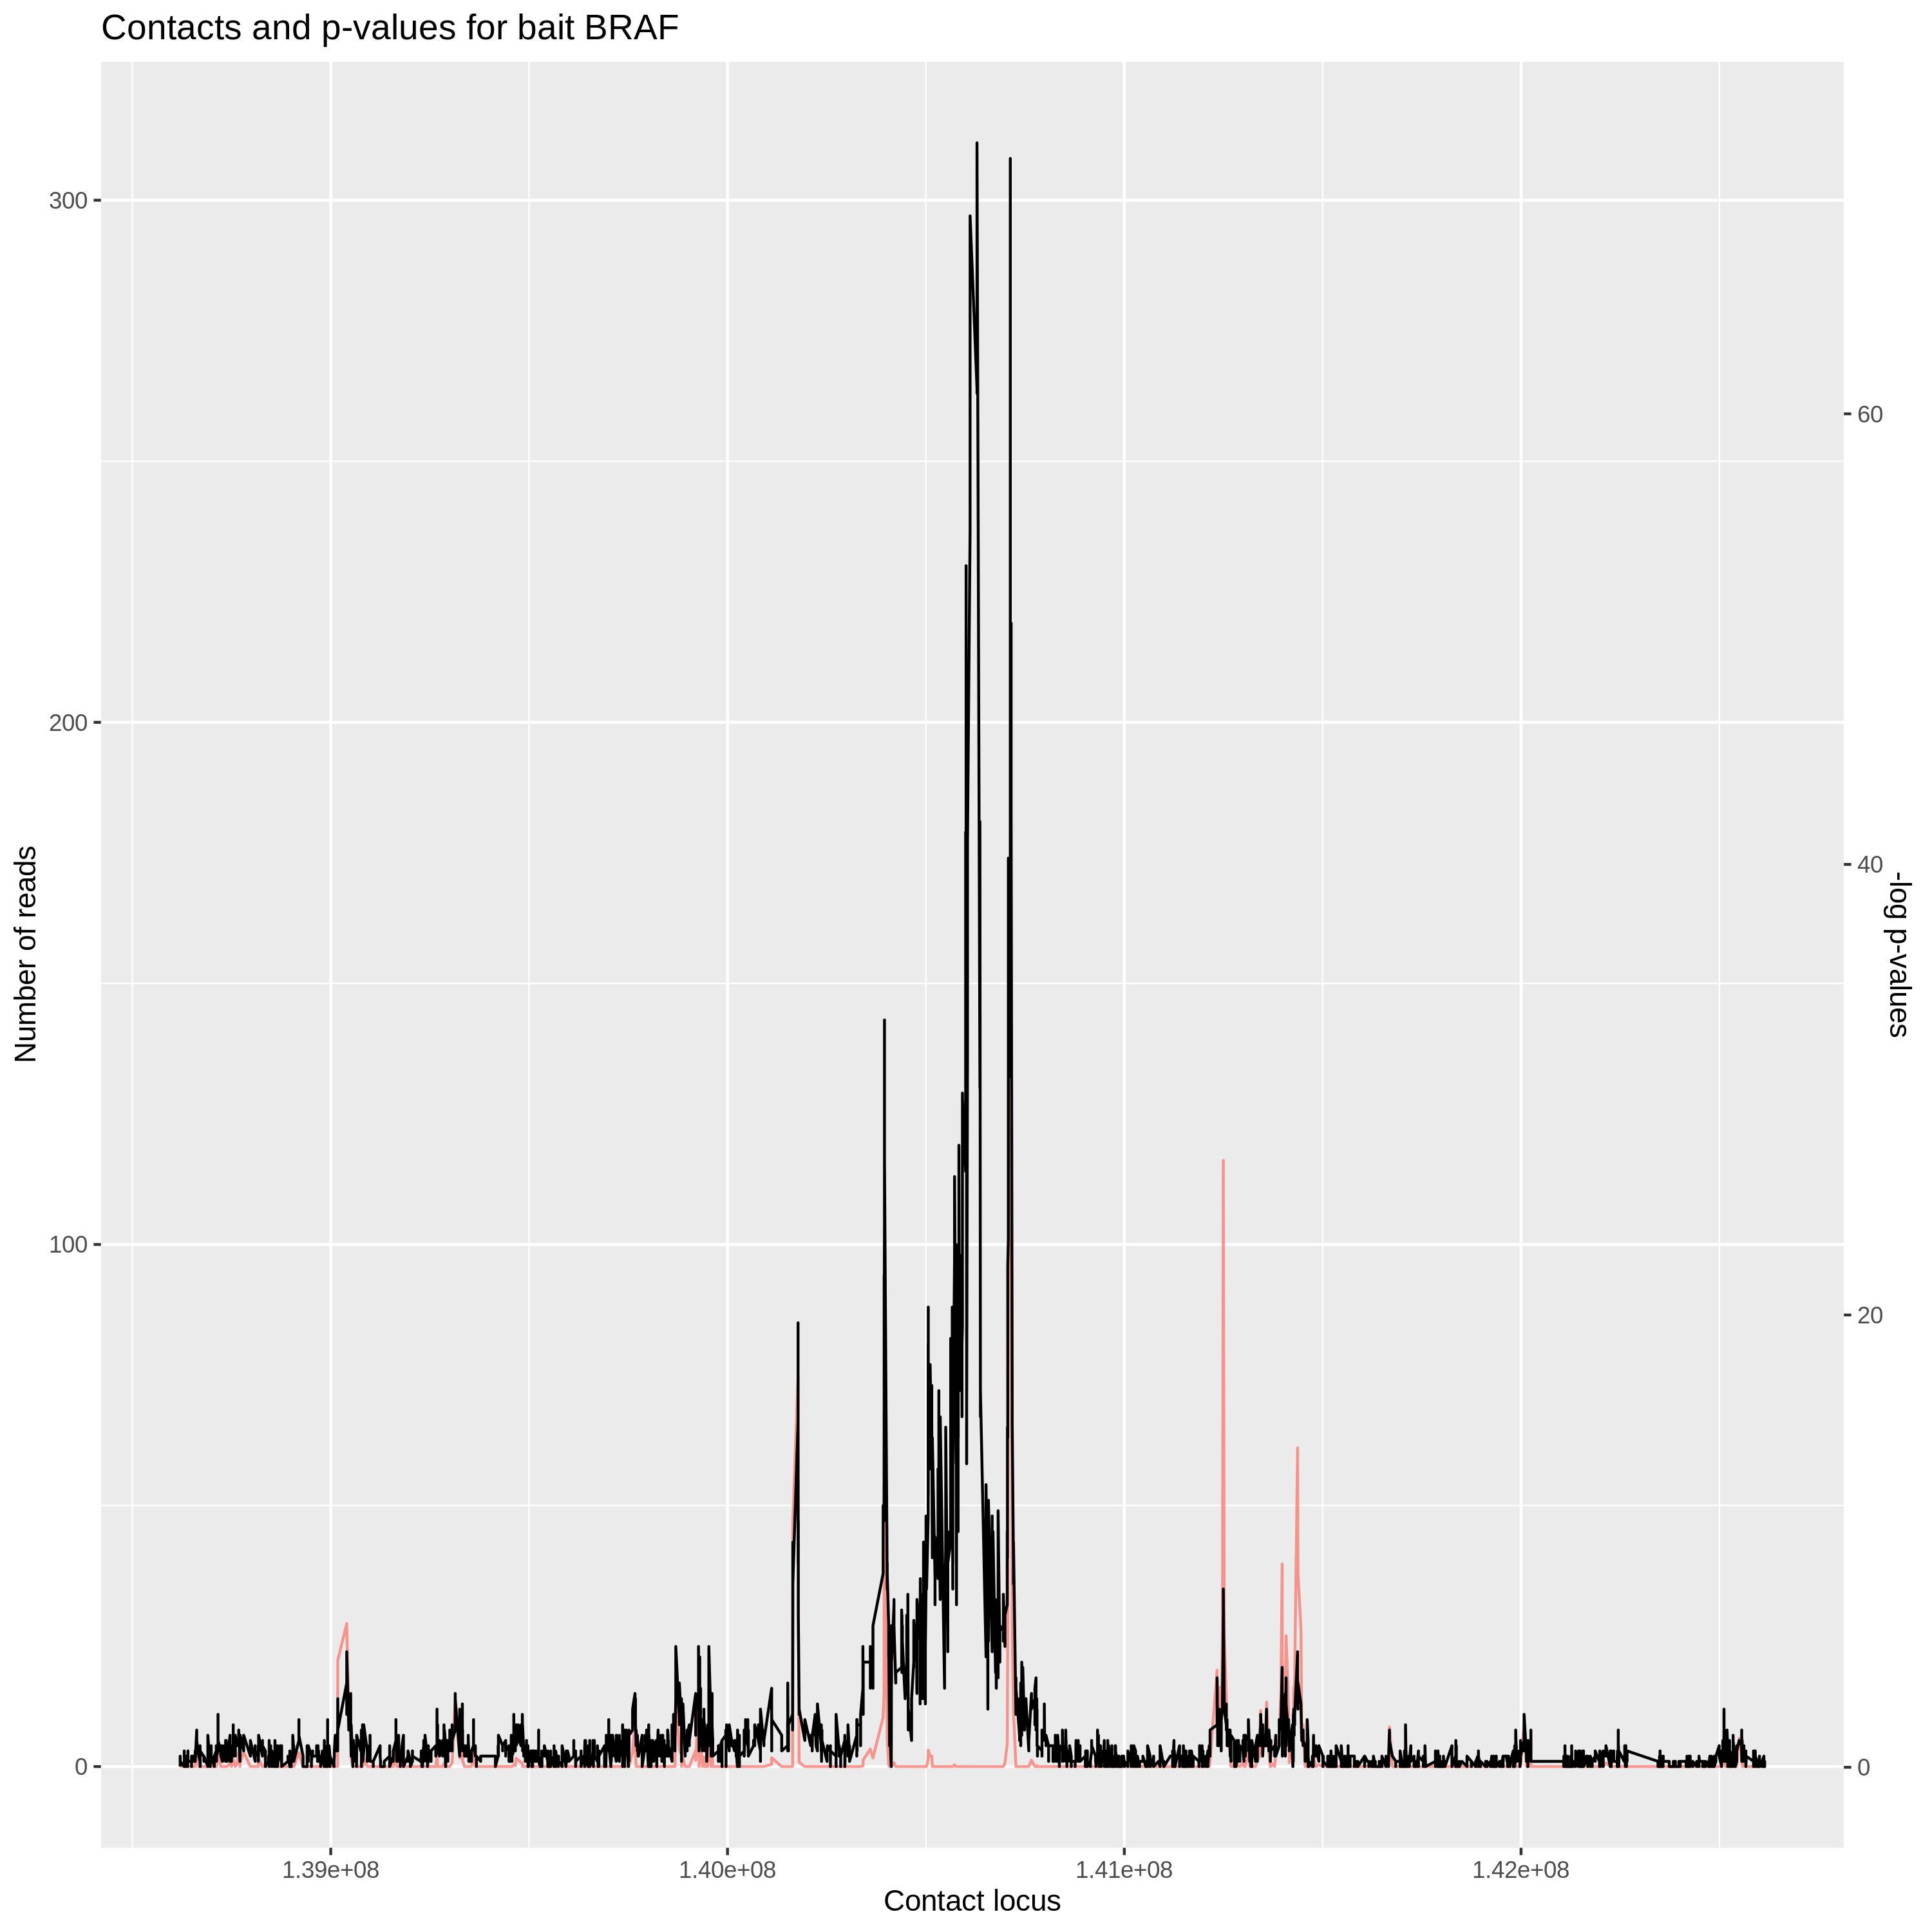 Contacts and p-values for bait BRAF
Number of reads
300
200
100
0
60
40
20
0
-log p-values
1.39e+08
1.40e+08
1.41e+08
1.42e+08
Contact locus